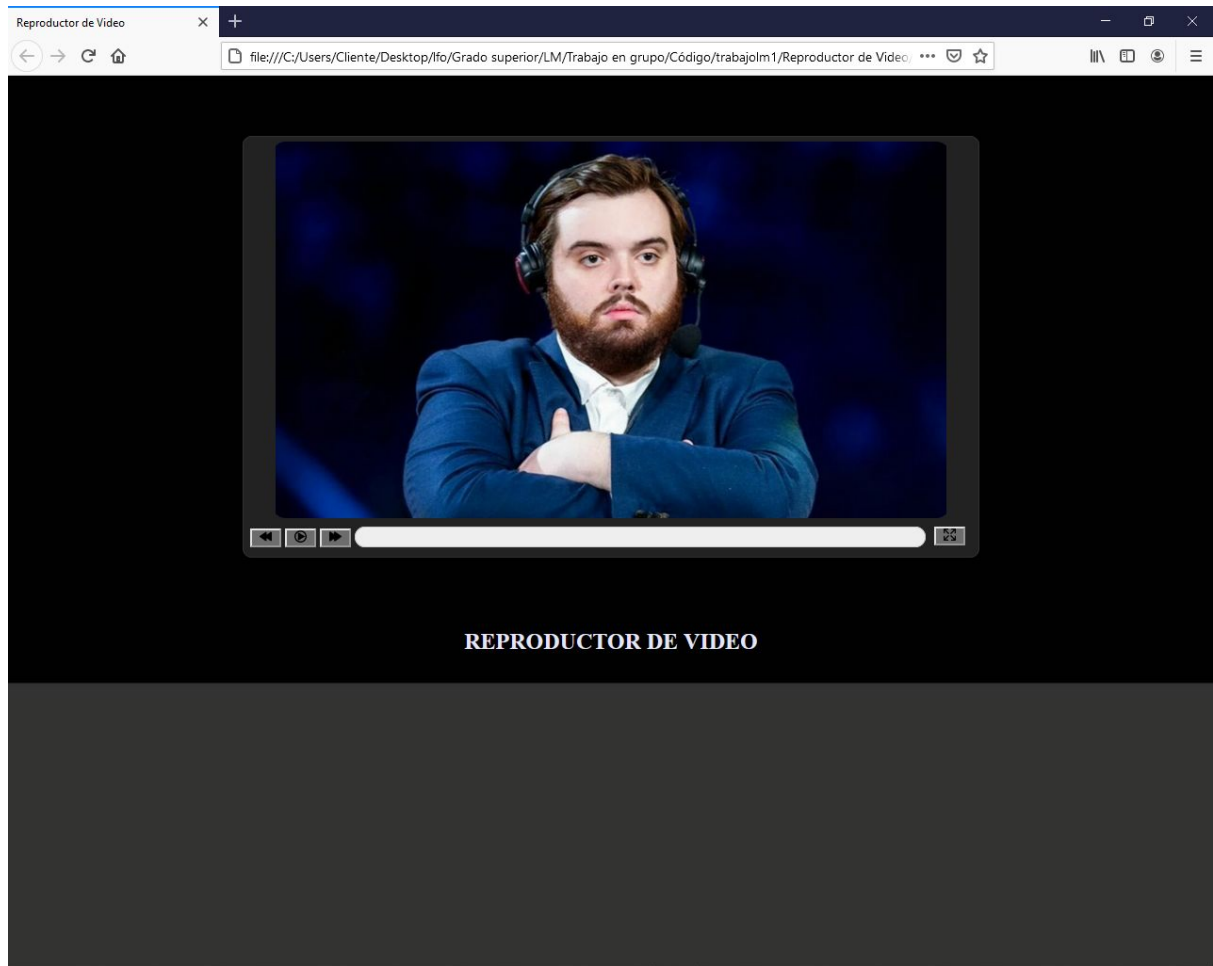 Reproductor de Video
file:///C:/Users/Cliente/Desktop/Ifo/Grado superior/LM/Trabajo en grupo/Código/trabajolm1/Reproductor de Video/
REPRODUCTOR DE VIDEO